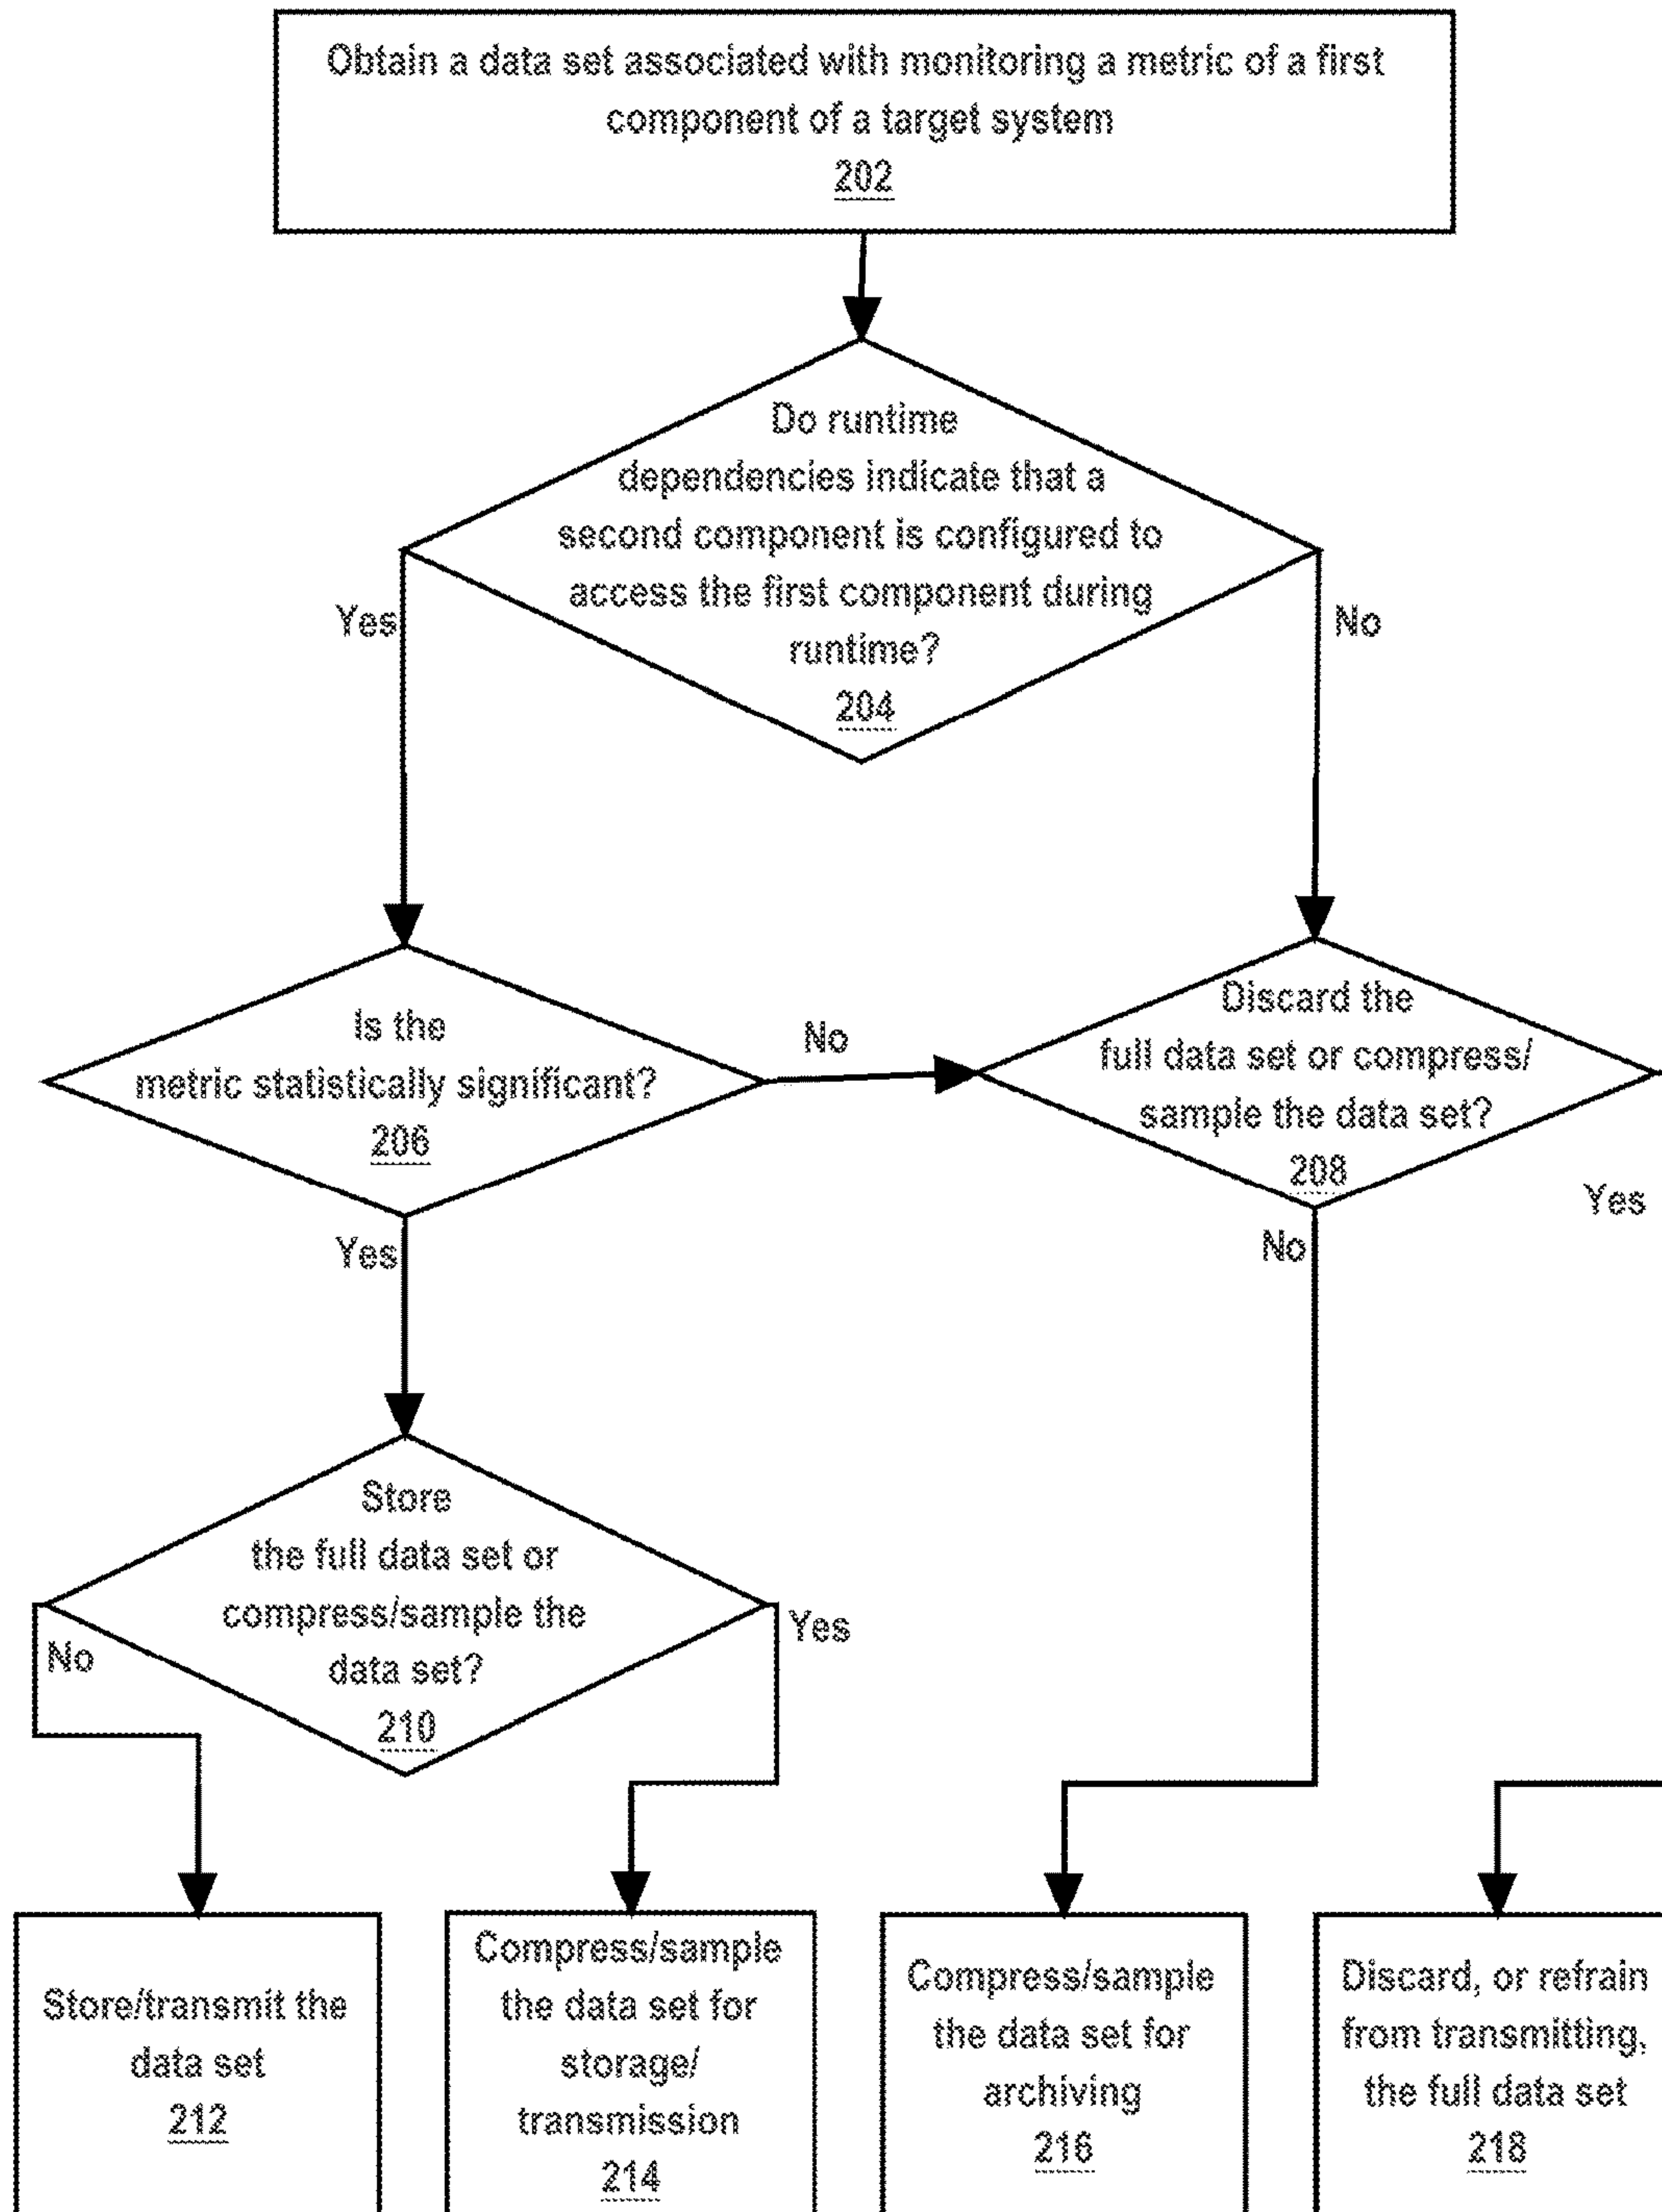 Obtain a data set associated with monitoring a metric of a first
component of a target system
202
Do runtime
dependencies indicate that a
second component is configured to
access the first component during
runtime?
204
Yes
No
Is the
metric statistically significant?
206
No
Discard the
full data set or compress/
sample the data set?
208
Yes
Yes
No
Store
the full data set or
compress/sample the
data set?
210
No
Yes
Store/transmit the
data set
212
Compress/sample
the data set for
storage/
transmission
214
Compress/sample
the data set for
archiving
216
Discard, or refrain
from transmitting,
the full data set
218